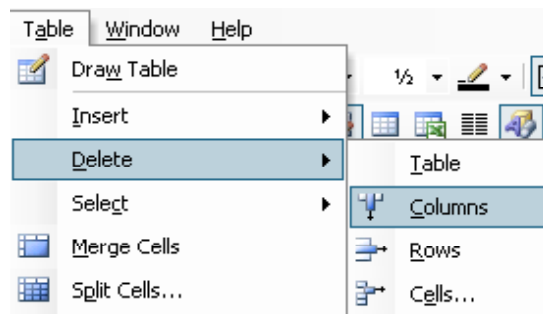 Table Window Help
Draw Table
½
Insert
Delete
Table
Select
Columns
Merge Cells
Rows
Split Cells...
Cells...